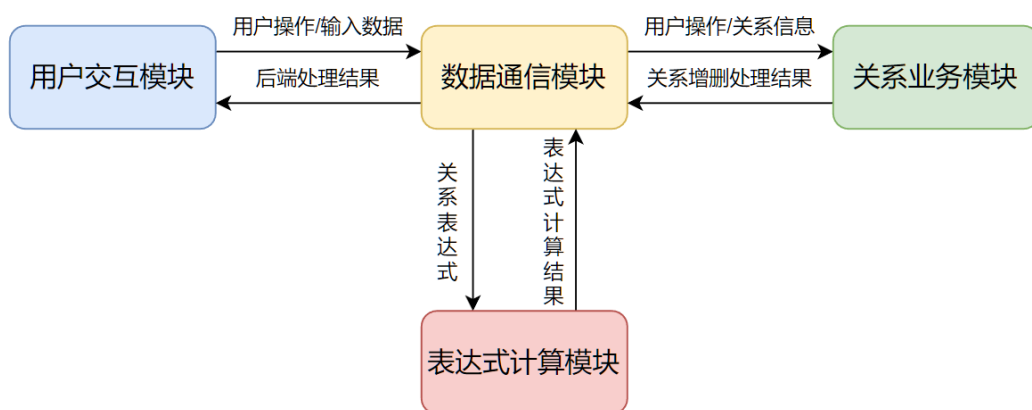 用户操作/输入数据
用户操作/关系信息
用户交互模块
数据通信模块
关系业务模块
后端处理结果
关系增删处理结果
关系表达式
表达式计算结果
表达式计算模块